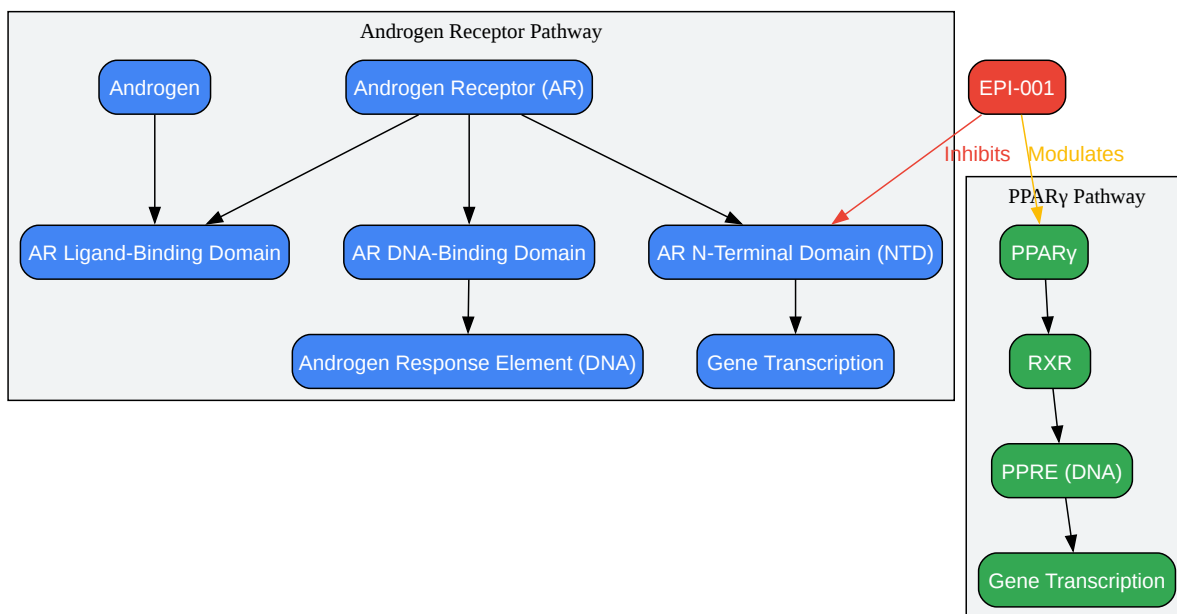 Androgen Receptor Pathway
Androgen
Androgen Receptor (AR)
EPI-001
Inhibits
Modulates
PPARγ Pathway
AR Ligand-Binding Domain
AR DNA-Binding Domain
AR N-Terminal Domain (NTD)
PPARγ
Androgen Response Element (DNA)
Gene Transcription
RXR
PPRE (DNA)
Gene Transcription